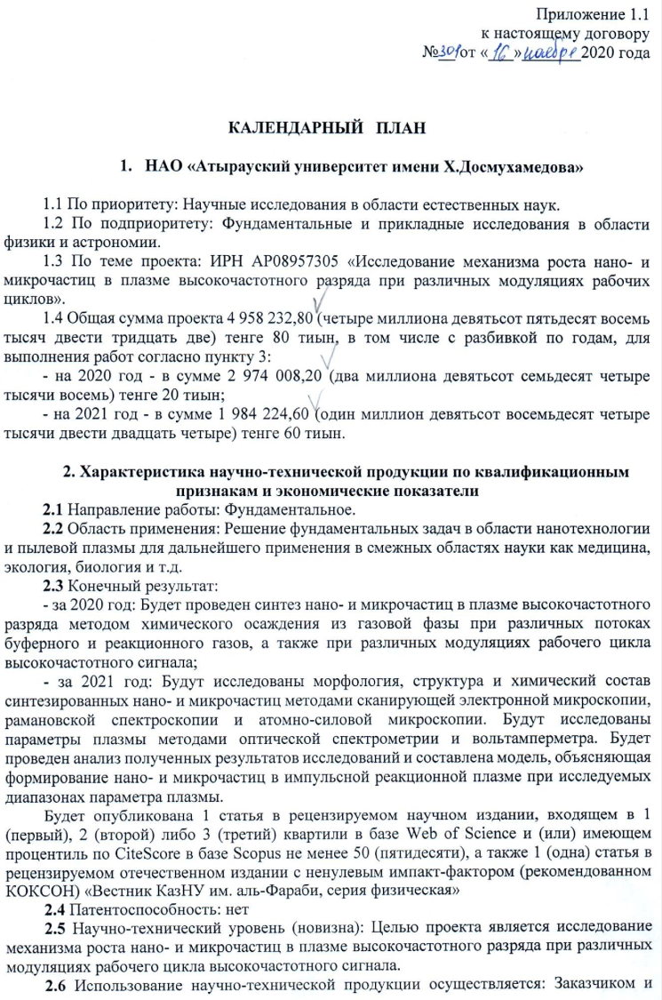 Приложение 1.1
к настоящему договору
№301от «16»ноября2020 года
КАЛЕНДАРНЫЙ ПЛАН
1. НАО «Атырауский университет имени Х.Досмухамедова»
1.1 По приоритету: Научные исследования в области естественных наук.
1.2 По подприоритету: Фундаментальные и прикладные исследования в области
физики и астрономии.
1.3 По теме проекта: ИРН АР08957305 «Исследование механизма роста нано- и
микрочастиц в плазме высокочастотного разряда при различных модуляциях рабочих
циклов».
1.4 Общая сумма проекта 4 958 232,80 (четыре миллиона девятьсот пятьдесят восемь
тысяч двести тридцать две) тенге 80 тиын, в том числе с разбивкой по годам, для
выполнения работ согласно пункту 3:
- на 2020 год - в сумме 2 974 008,20 (два миллиона девятьсот семьдесят четыре
тысячи восемь) тенге 20 тиын;
- на 2021 год - в сумме 1 984 224,60 (один миллион девятьсот восемьдесят четыре
тысячи двести двадцать четыре) тенге 60 тиын.
2. Характеристика научно-технической продукции по квалификационным
признакам и экономические показатели
2.1 Направление работы: Фундаментальное.
2.2 Область применения: Решение фундаментальных задач в области нанотехнологии
и пылевой плазмы для дальнейшего применения в смежных областях науки как медицина,
экология, биология и т.д.
2.3 Конечный результат:
- за 2020 год: Будет проведен синтез нано- и микрочастиц в плазме высокочастотного
разряда методом химического осаждения из газовой фазы при различных потоках
буферного и реакционного газов, а также при различных модуляциях рабочего цикла
высокочастотного сигнала;
- за 2021 год: Будут исследованы морфология, структура и химический состав
синтезированных нано- и микрочастиц методами сканирующей электронной микроскопии,
рамановской спектроскопии и атомно-силовой микроскопии. Будут исследованы
параметры плазмы методами оптической спектрометрии и вольтамперметра. Будет
проведен анализ полученных результатов исследований и составлена модель, объясняющая
формирование нано- и микрочастиц в импульсной реакционной плазме при исследуемых
диапазонах параметра плазмы.
Будет опубликована 1 статья в рецензируемом научном издании, входящем в 1
(первый), 2 (второй) либо 3 (третий) квартили в базе Web of Science и (или) имеющем
процентиль по CiteScore в базе Scopus не менее 50 (пятидесяти), а также 1 (одна) статья в
рецензируемом отечественном издании с ненулевым импакт-фактором (рекомендованном
КОКСОН) «Вестник КазНУ им. аль-Фараби, серия физическая»
2.4 Патентоспособность: нет
2.5 Научно-технический уровень (новизна): Целью проекта является исследование
механизма роста нано- и микрочастиц в плазме высокочастотного разряда при различных
модуляциях рабочего цикла высокочастотного сигнала.
2.6 Использование научно-технической продукции осуществляется: Заказчиком и